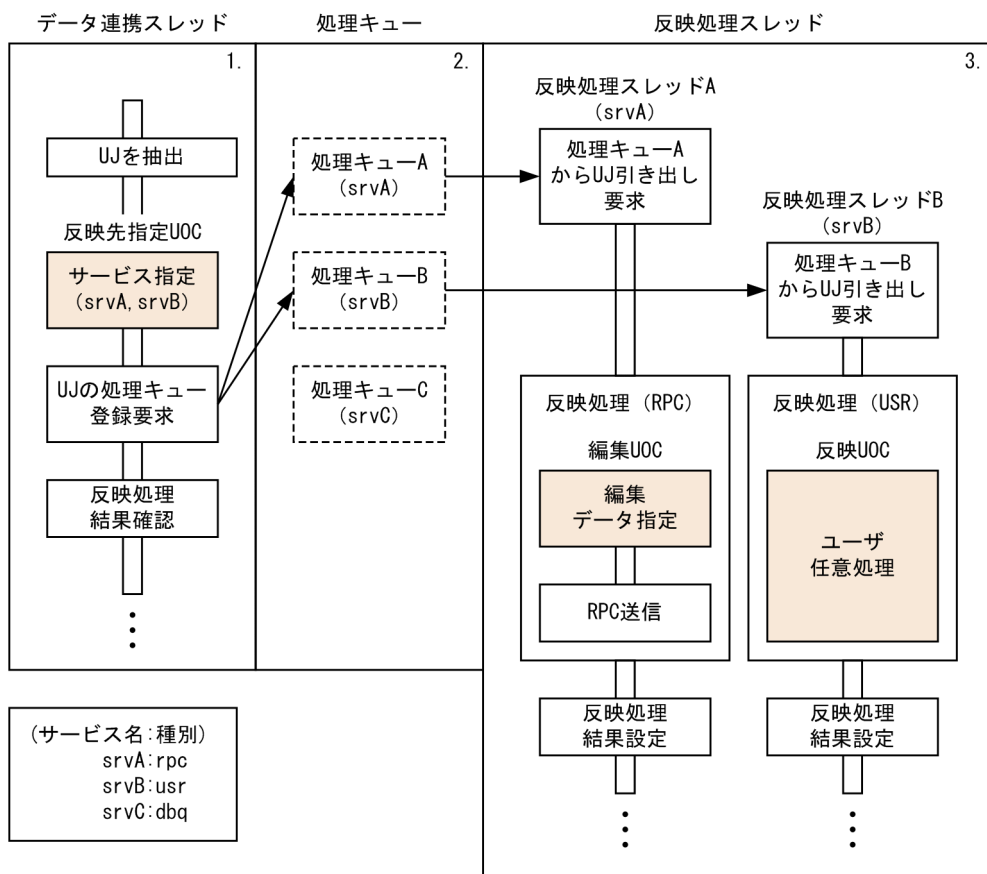 データ連携スレッド
処理キュー
反映処理スレッド
1.
2.
3.
UJを抽出
反映先指定UOC
サービス指定
(srvA, srvB)
UJの処理キュー
登録要求
反映処理
結果確認
処理キューA
(srvA)
処理キューB
(srvB)
処理キューC
(srvC)
反映処理スレッドA
(srvA)
処理キューA
からUJ引き出し
要求
反映処理（RPC）
編集UOC
編集
データ指定
RPC送信
反映処理
結果設定
反映処理スレッドB
(srvB)
処理キューB
からUJ引き出し
要求
反映処理（USR）
反映UOC
ユーザ
任意処理
反映処理
結果設定
(サービス名:種別)
srvA:rpc
srvB:usr
srvC:dbq